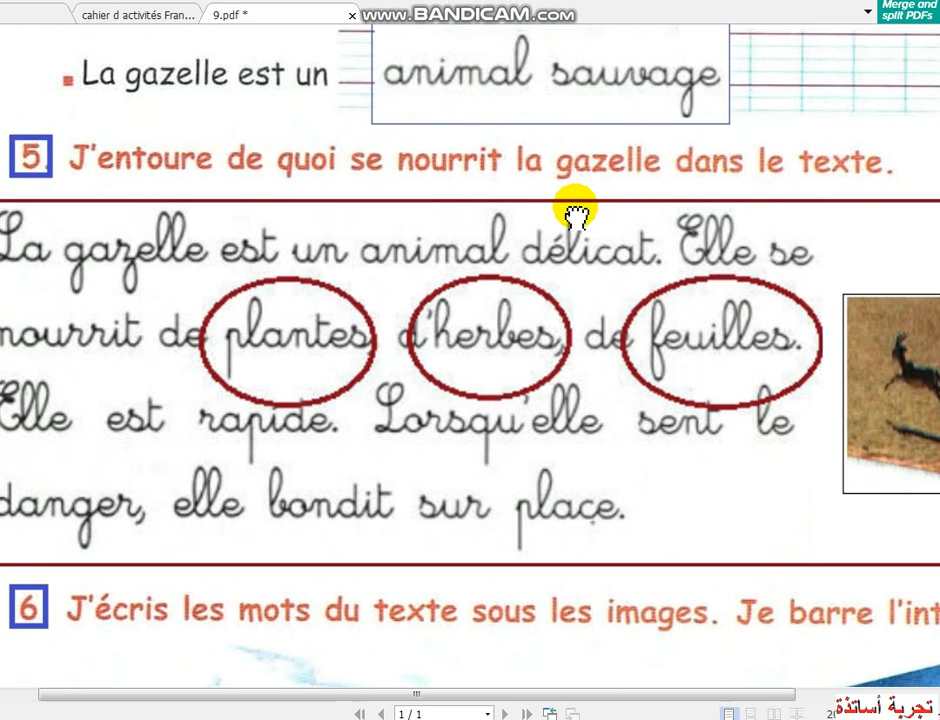 cahier d activités Fran...
9.pdf *
www.BANDICAM.com
Merge and
split PDFs
La gazelle est un animal sauvage
5. J'entoure de quoi se nourrit la gazelle dans le texte.
La gazelle est un animal délicat. Elle se
nourrit de plantes d'herbes, de feuilles.
Elle est rapide. Lorsqu'elle sent le
danger, elle bondit sur place.
6 J'écris les mots du texte sous les images. Je barre l'int
1 / 1
تجربة أساتذة